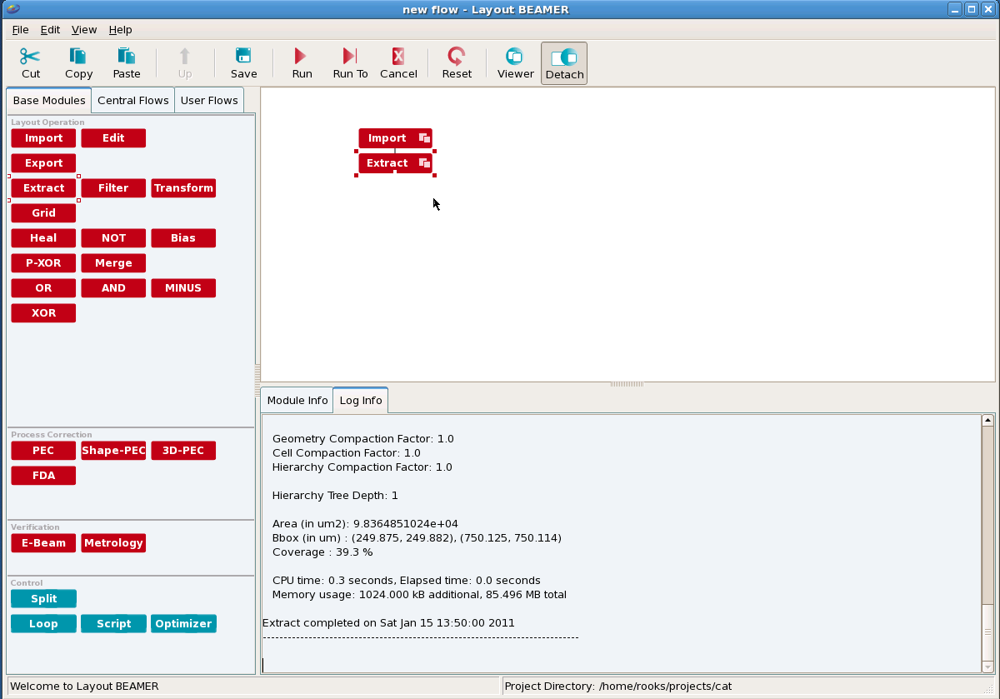 new flow - Layout BEAMER
File Edit View Help
Cut Copy Paste Up Save Run Run To Cancel Reset Viewer Detach
Base Modules Central Flows User Flows
Layout Operation
Import Edit
Export
Extract Filter Transform
Grid
Heal NOT Bias
P-XOR Merge
OR AND MINUS
XOR
Process Correction
PEC Shape-PEC 3D-PEC
FDA
Verification
E-Beam Metrology
Control
Split
Loop Script Optimizer
Import
Extract
Module Info Log Info
Geometry Compaction Factor: 1.0
Cell Compaction Factor: 1.0
Hierarchy Compaction Factor: 1.0
Hierarchy Tree Depth: 1
Area (in um2): 9.8364851024e+04
Bbox (in um) : (249.875, 249.882), (750.125, 750.114)
Coverage : 39.3 %
CPU time: 0.3 seconds, Elapsed time: 0.0 seconds
Memory usage: 1024.000 kB additional, 85.496 MB total
Extract completed on Sat Jan 15 13:50:00 2011
----------------------------------------------------------------------------
Welcome to Layout BEAMER
Project Directory: /home/rooks/projects/cat